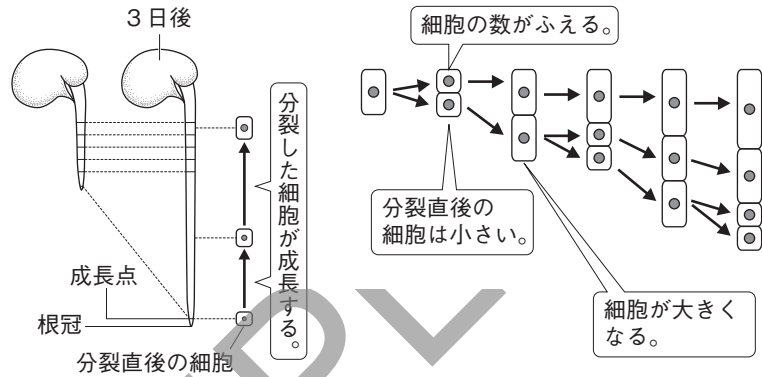 3日後
細胞の数がふえる。
分裂した細胞が成長する。
分裂直後の
細胞は小さい。
成長点
根冠
分裂直後の細胞
細胞が大きく
なる。